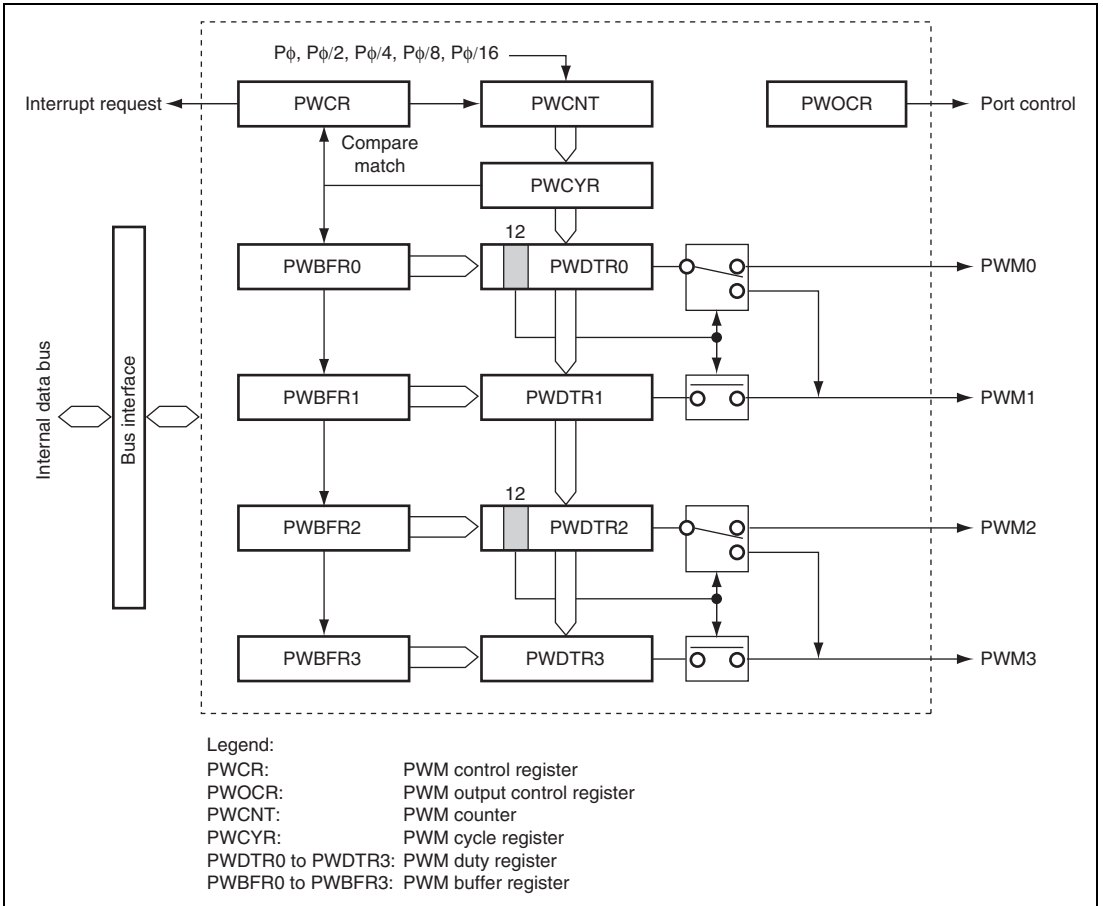 Pϕ, Pϕ/2, Pϕ/4, Pϕ/8, Pϕ/16
Interrupt request
PWCR
PWCNT
PWOCR
Port control
Compare
match
PWCYR
12
PWBFR0
PWDTR0
PWM0
Internal data bus
Bus interface
PWBFR1
PWDTR1
PWM1
12
PWBFR2
PWDTR2
PWM2
PWBFR3
PWDTR3
PWM3
Legend:
PWCR: PWM control register
PWOCR: PWM output control register
PWCNT: PWM counter
PWCYR: PWM cycle register
PWDTR0 to PWDTR3: PWM duty register
PWBFR0 to PWBFR3: PWM buffer register